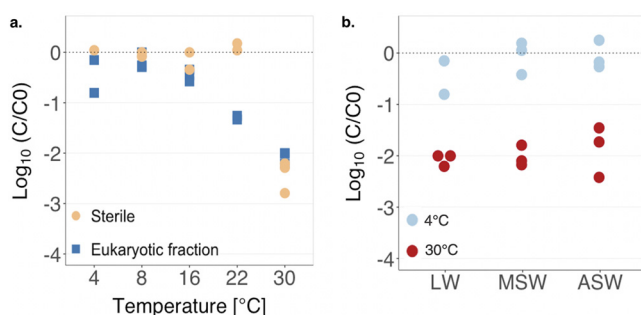 a.
Log10 (C/C0)
0
-1
-2
-3
-4
Sterile
Eukaryotic fraction
4 8 16 22 30
Temperature [°C]
b.
Log10 (C/C0)
0
-1
-2
-3
-4
4°C
30°C
LW MSW ASW